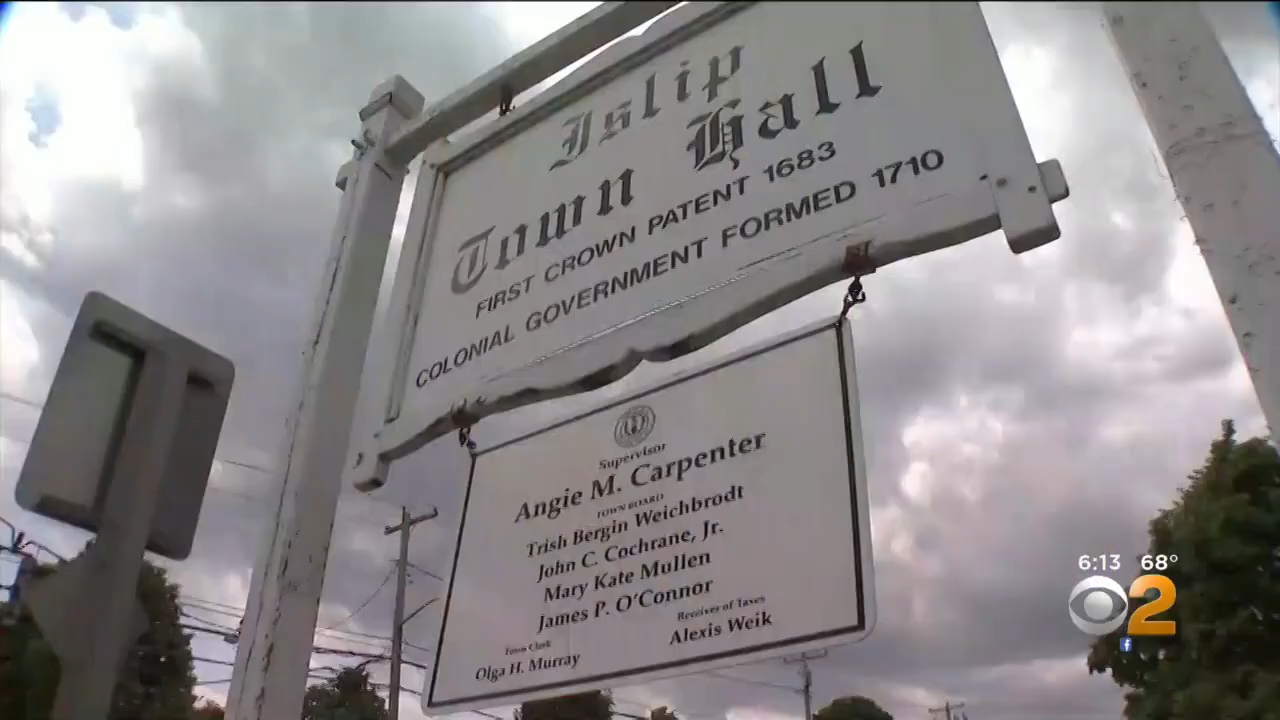 Islip
Town Hall
FIRST CROWN PATENT 1683
COLONIAL GOVERNMENT FORMED 1710
Supervisor
Angie M. Carpenter
TOWN BOARD
Trish Bergin Weichbrodt
John C. Cochrane, Jr.
Mary Kate Mullen
James P. O'Connor
Town Clerk
Olga H. Murray
Receiver of Taxes
Alexis Weik
6:13 68°
2
f